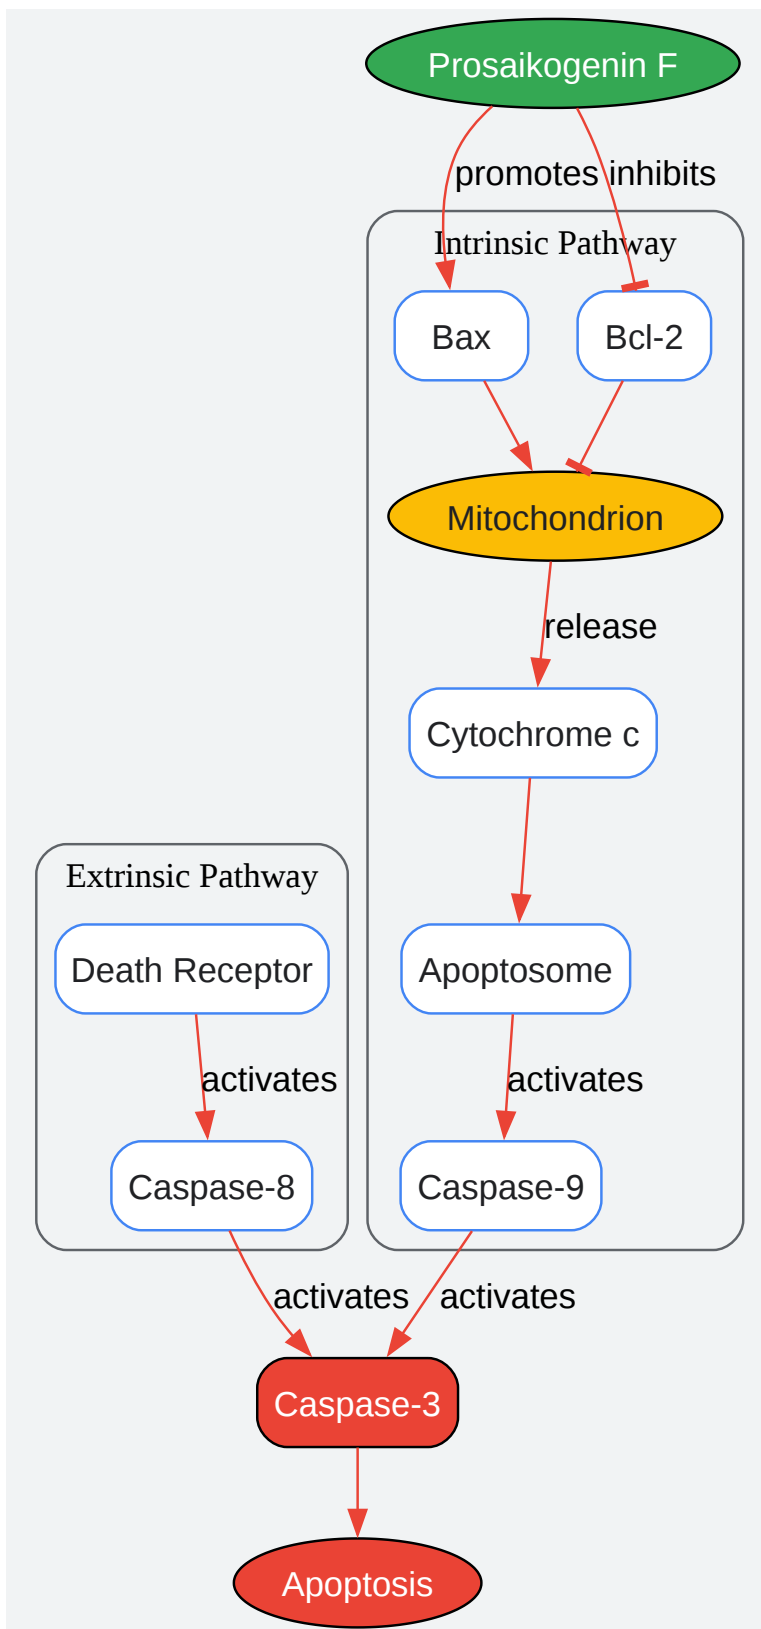 Prosaikogenin F
promotes
inhibits
Intrinsic Pathway
Bax
Bcl-2
Mitochondrion
release
Cytochrome c
Extrinsic Pathway
Death Receptor
Apoptosome
activates
activates
Caspase-8
Caspase-9
activates
activates
Caspase-3
Apoptosis